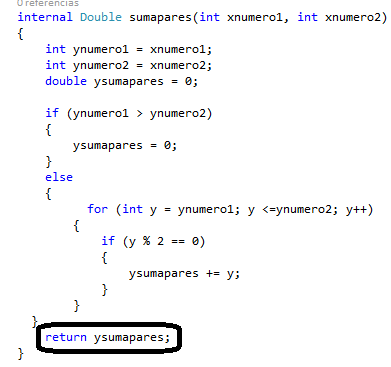 0 referencias
internal Double sumapares(int xnumero1, int xnumero2)
{
int ynumero1 = xnumero1;
int ynumero2 = xnumero2;
double ysumapares = 0;
if (ynumero1 > ynumero2)
{
ysumapares = 0;
}
else
{
for (int y = ynumero1; y <=ynumero2; y++)
{
if (y % 2 == 0)
{
ysumapares += y;
}
}
}
return ysumapares;
}